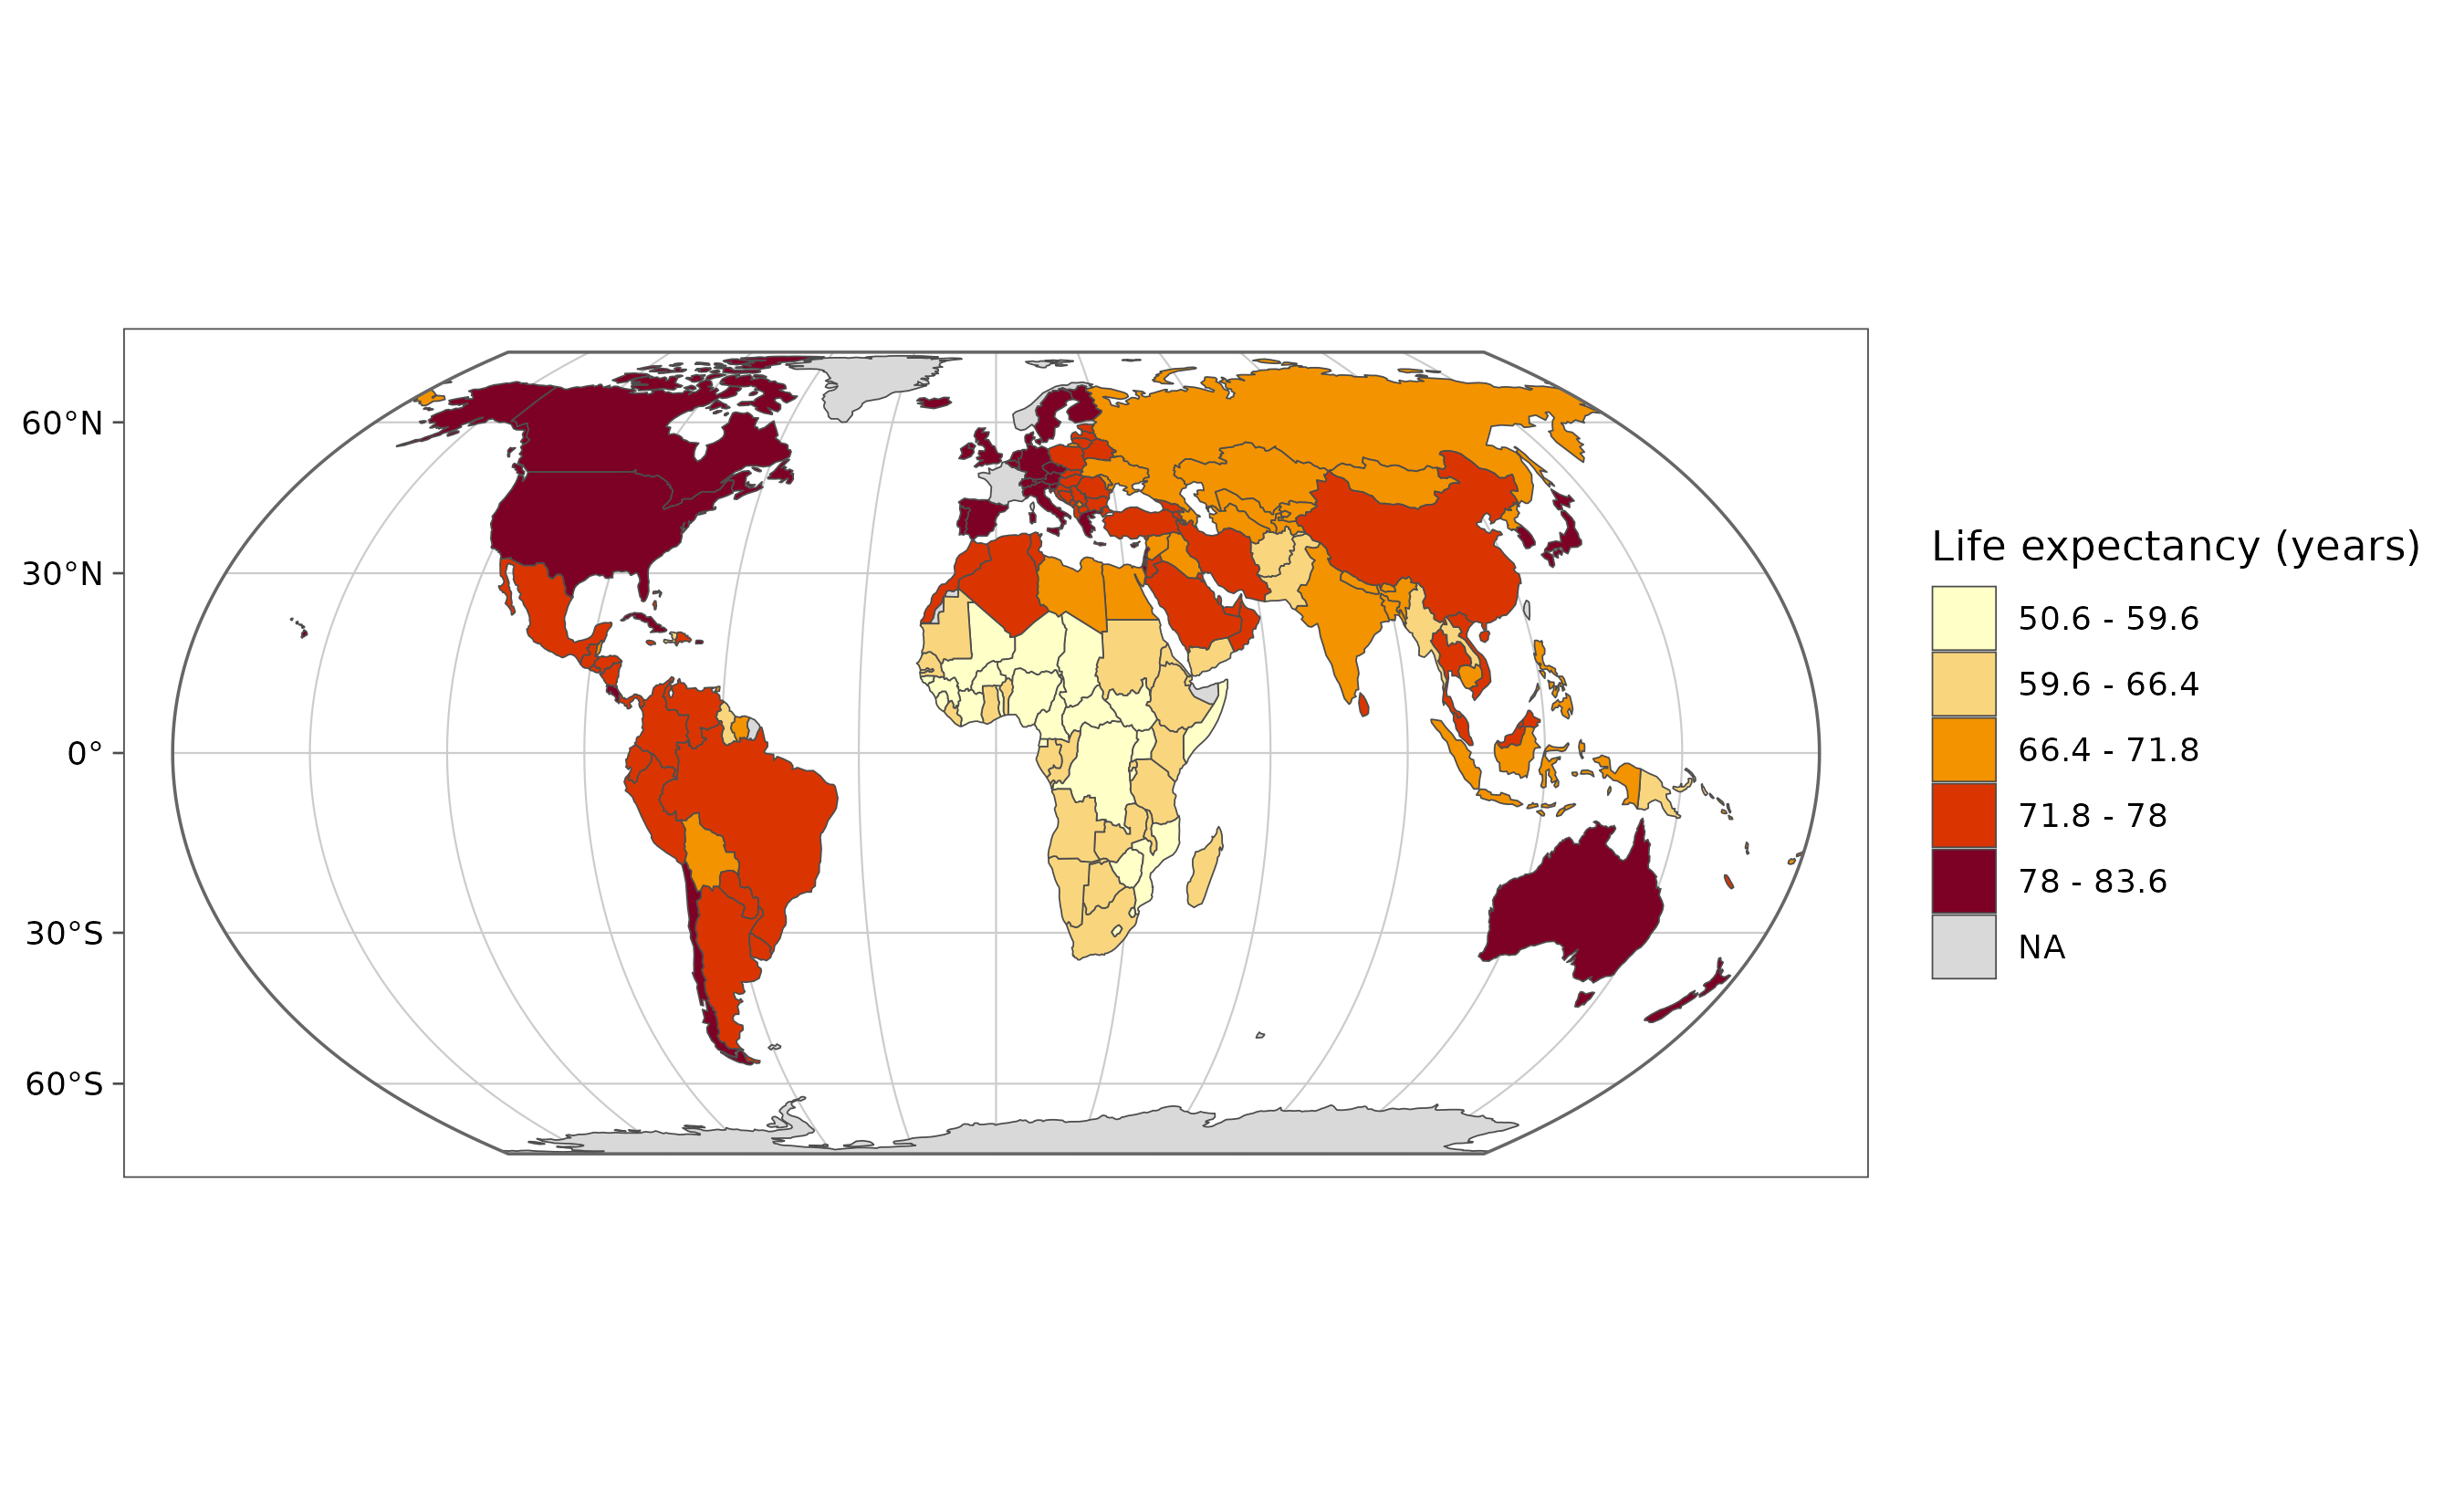 60°N
30°N
0°
30°S
60°S
Life expectancy (years)
50.6 - 59.6
59.6 - 66.4
66.4 - 71.8
71.8 - 78
78 - 83.6
NA